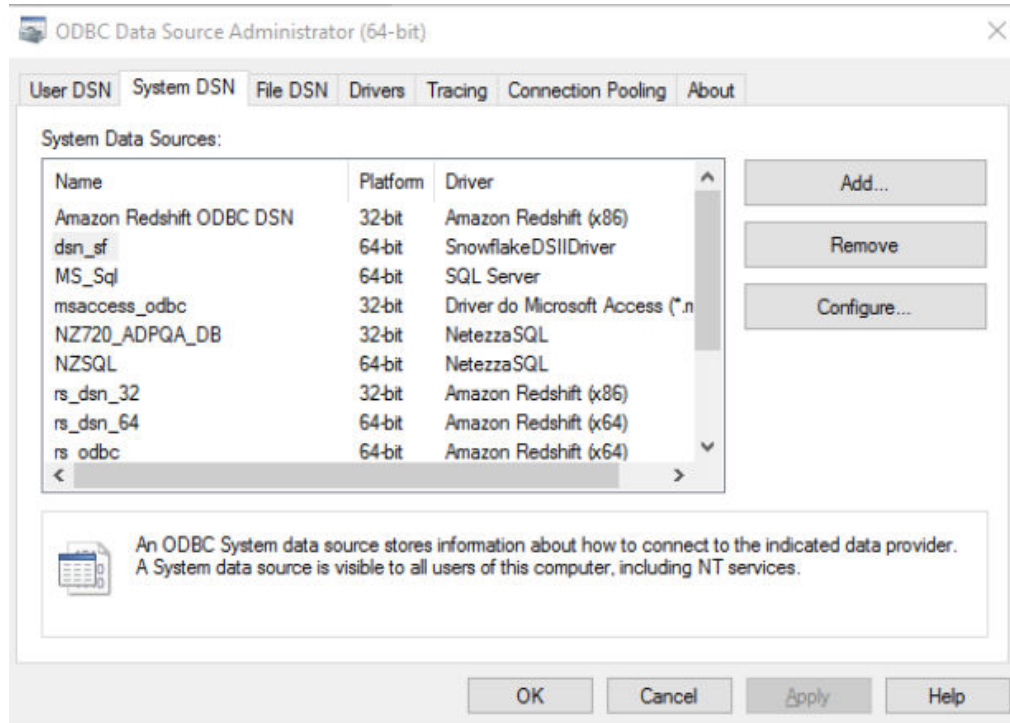 ODBC Data Source Administrator (64-bit)
User DSN System DSN File DSN Drivers Tracing Connection Pooling About
System Data Sources:
Name Platform Driver
Amazon Redshift ODBC DSN 32-bit Amazon Redshift (x86)
dsn_sf 64-bit SnowflakeDSIIDriver
MS_Sql 64-bit SQL Server
msaccess_odbc 32-bit Driver do Microsoft Access (*.m
NZ720_ADPQA_DB 32-bit NetezzaSQL
NZSQL 64-bit NetezzaSQL
rs_dsn_32 32-bit Amazon Redshift (x86)
rs_dsn_64 64-bit Amazon Redshift (x64)
rs_odbc 64-bit Amazon Redshift (x64)
Add...
Remove
Configure...
An ODBC System data source stores information about how to connect to the indicated data provider.
A System data source is visible to all users of this computer, including NT services.
OK Cancel Apply Help